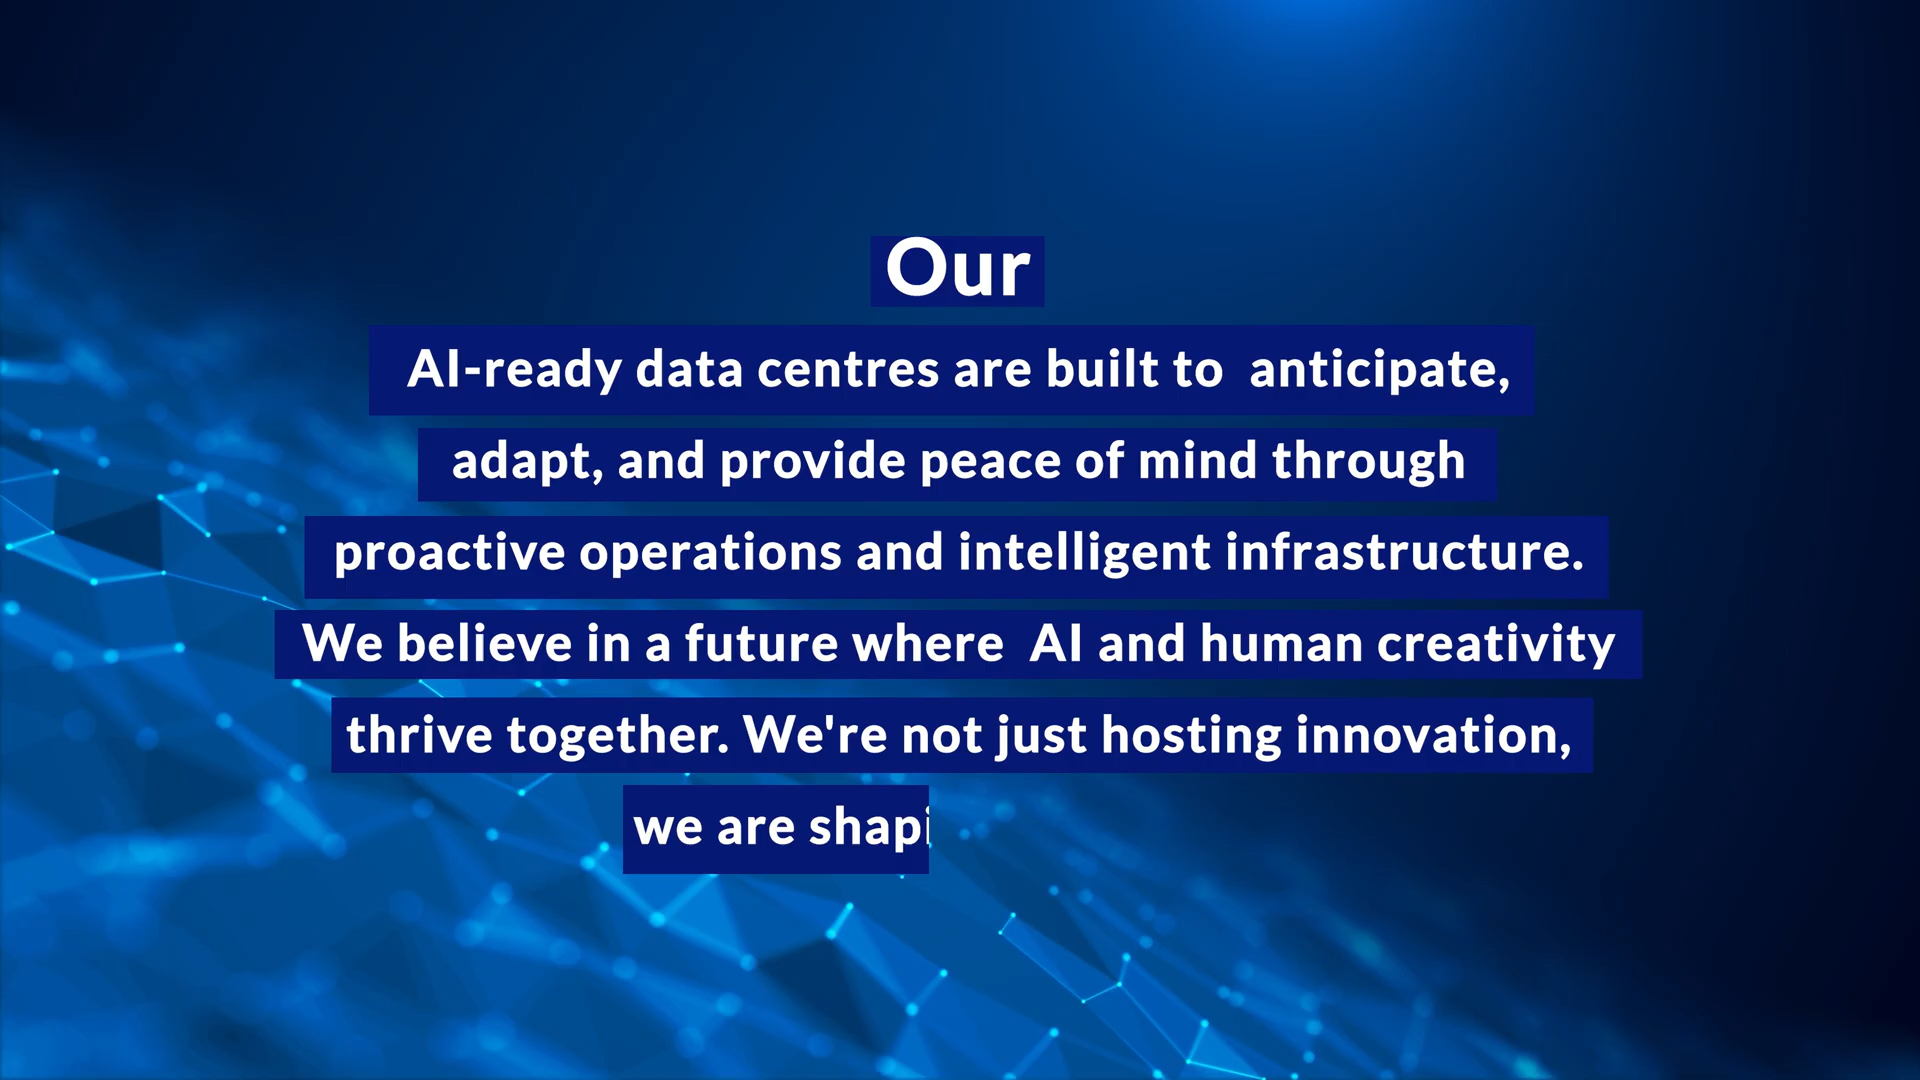 Our
AI-ready data centres are built to anticipate,
adapt, and provide peace of mind through
proactive operations and intelligent infrastructure.
We believe in a future where AI and human creativity
thrive together. We're not just hosting innovation,
we are shapi